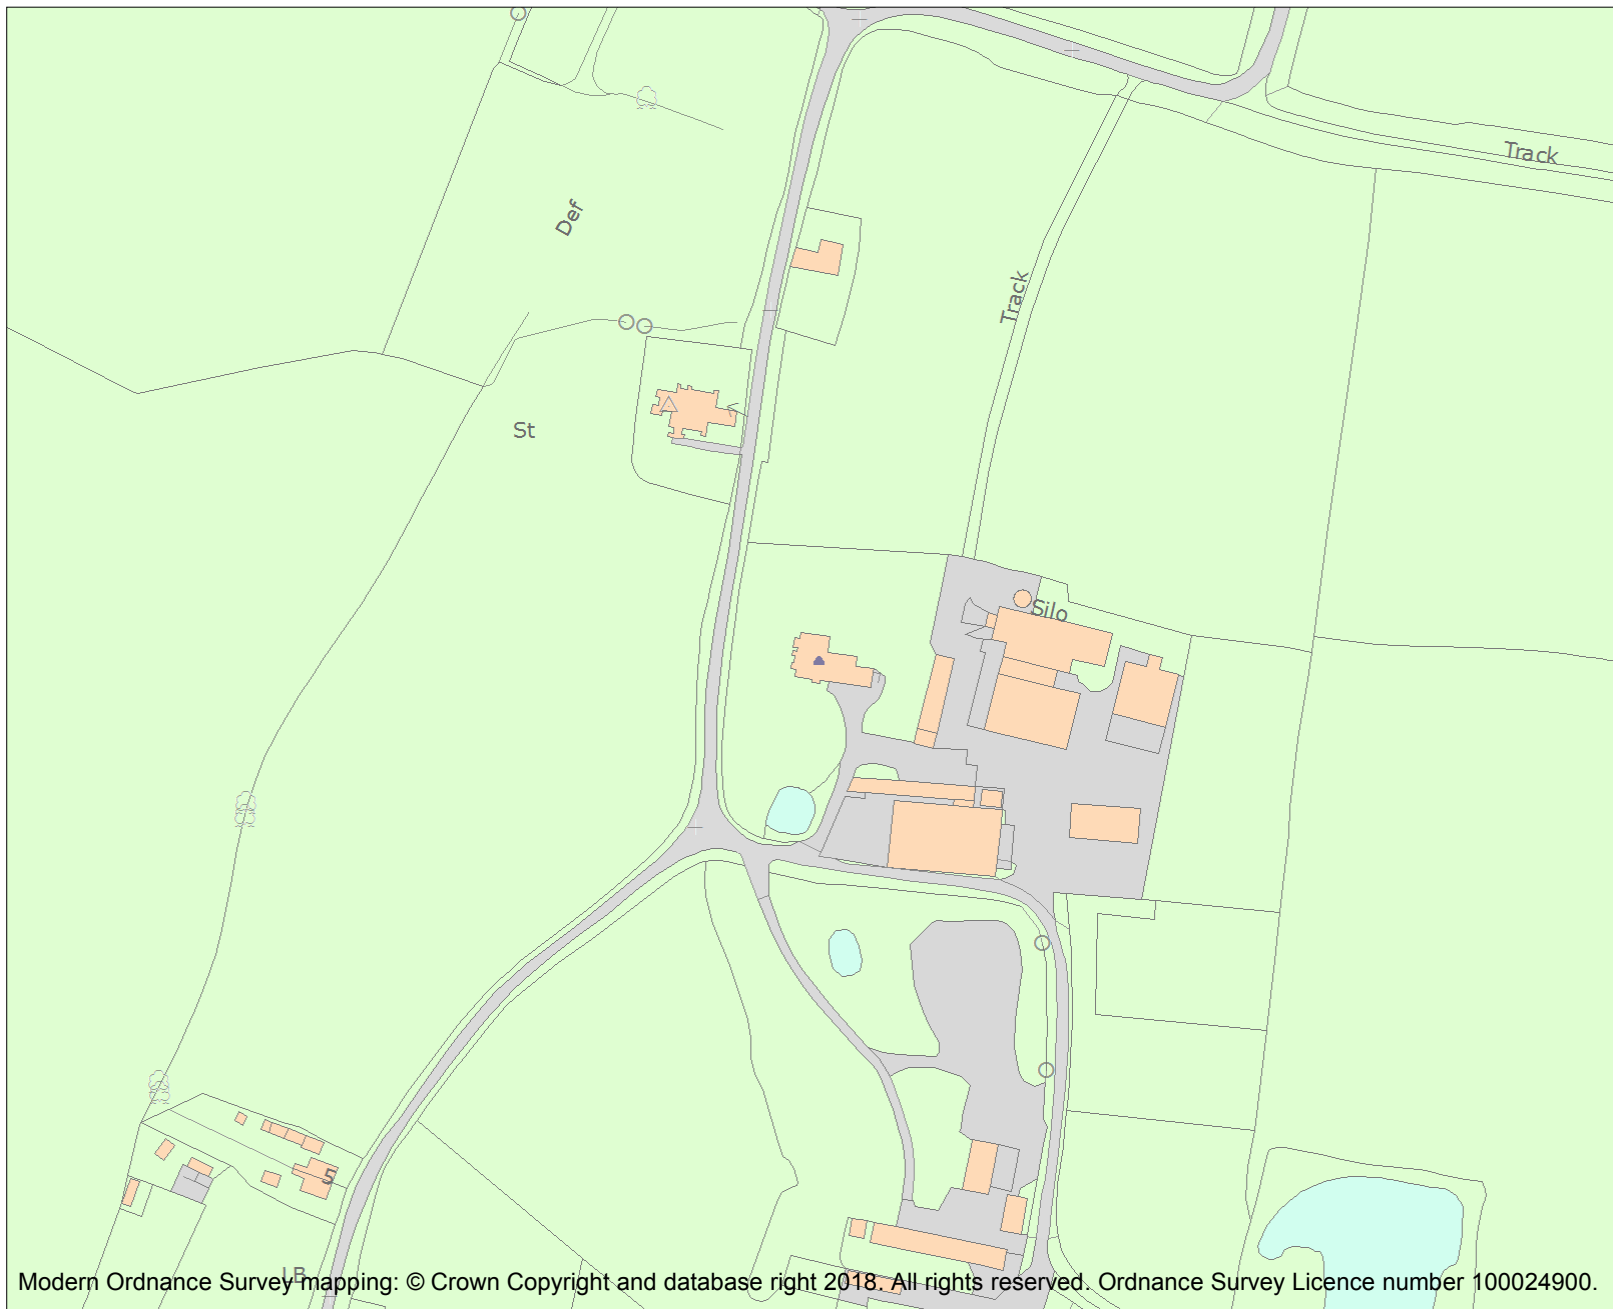 Track
Def
Track
St
Silo
5
LB
Modern Ordnance Survey mapping: © Crown Copyright and database right 2018. All rights reserved. Ordnance Survey Licence number 100024900.